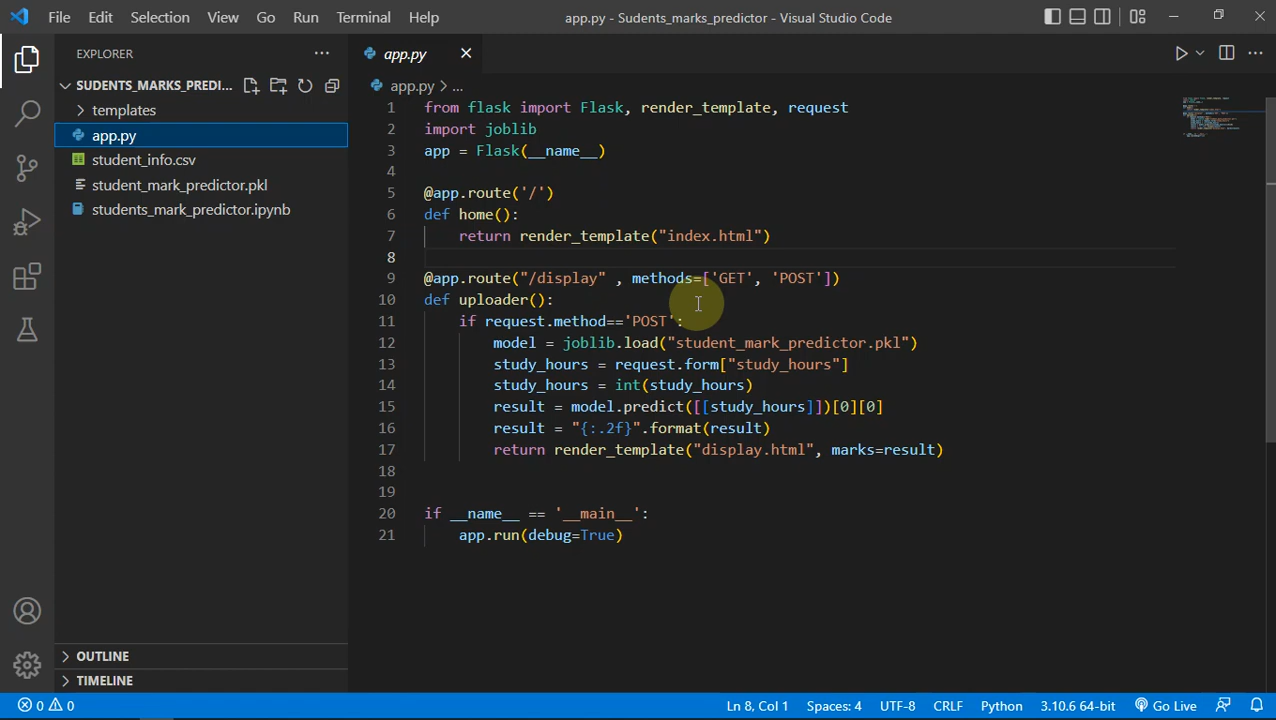 File Edit Selection View Go Run Terminal Help app.py - Sudents_marks_predictor - Visual Studio Code
EXPLORER
SUDENTS_MARKS_PREDI...
templates
app.py
student_info.csv
student_mark_predictor.pkl
students_mark_predictor.ipynb
OUTLINE
TIMELINE
app.py
app.py > ...
1 from flask import Flask, render_template, request
2 import joblib
3 app = Flask(__name__)
4
5 @app.route('/')
6 def home():
7 return render_template("index.html")
8
9 @app.route("/display" , methods=['GET', 'POST'])
10 def uploader():
11 if request.method=='POST':
12 model = joblib.load("student_mark_predictor.pkl")
13 study_hours = request.form["study_hours"]
14 study_hours = int(study_hours)
15 result = model.predict([[study_hours]])[0][0]
16 result = "{:.2f}".format(result)
17 return render_template("display.html", marks=result)
18
19
20 if __name__ == '__main__':
21 app.run(debug=True)
0 0 Ln 8, Col 1 Spaces: 4 UTF-8 CRLF Python 3.10.6 64-bit Go Live